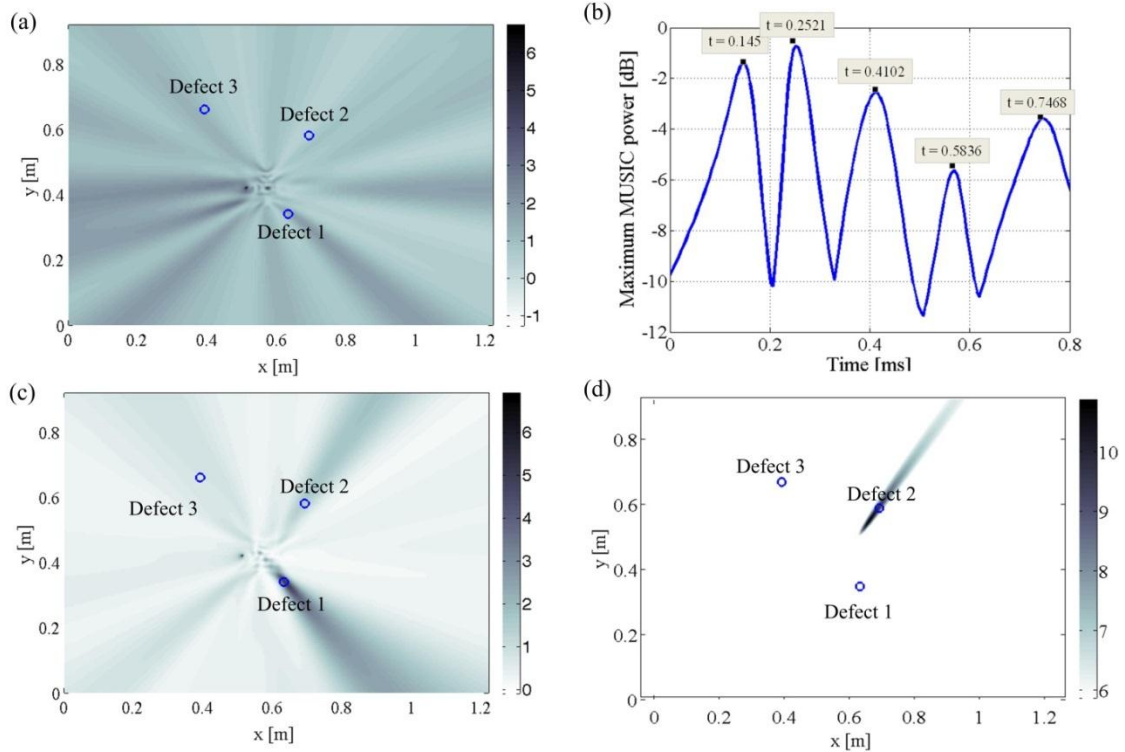 (a)
0.8
0.6
0.4
0.2
0
y [m]
0 0.2 0.4 0.6 0.8 1 1.2
x [m]
Defect 3
Defect 2
Defect 1
6
5
4
3
2
1
0
-1
(b)
0
-2
-4
-6
-8
-10
-12
Maximum MUSIC power [dB]
t = 0.145
t = 0.2521
t = 0.4102
t = 0.5836
t = 0.7468
0 0.2 0.4 0.6 0.8
Time [ms]
(c)
0.8
0.6
0.4
0.2
0
y [m]
0 0.2 0.4 0.6 0.8 1 1.2
x [m]
Defect 3
Defect 2
Defect 1
6
5
4
3
2
1
0
(d)
0.8
0.6
0.4
0.2
0
y [m]
0 0.2 0.4 0.6 0.8 1 1.2
x [m]
Defect 3
Defect 2
Defect 1
10
9
8
7
6